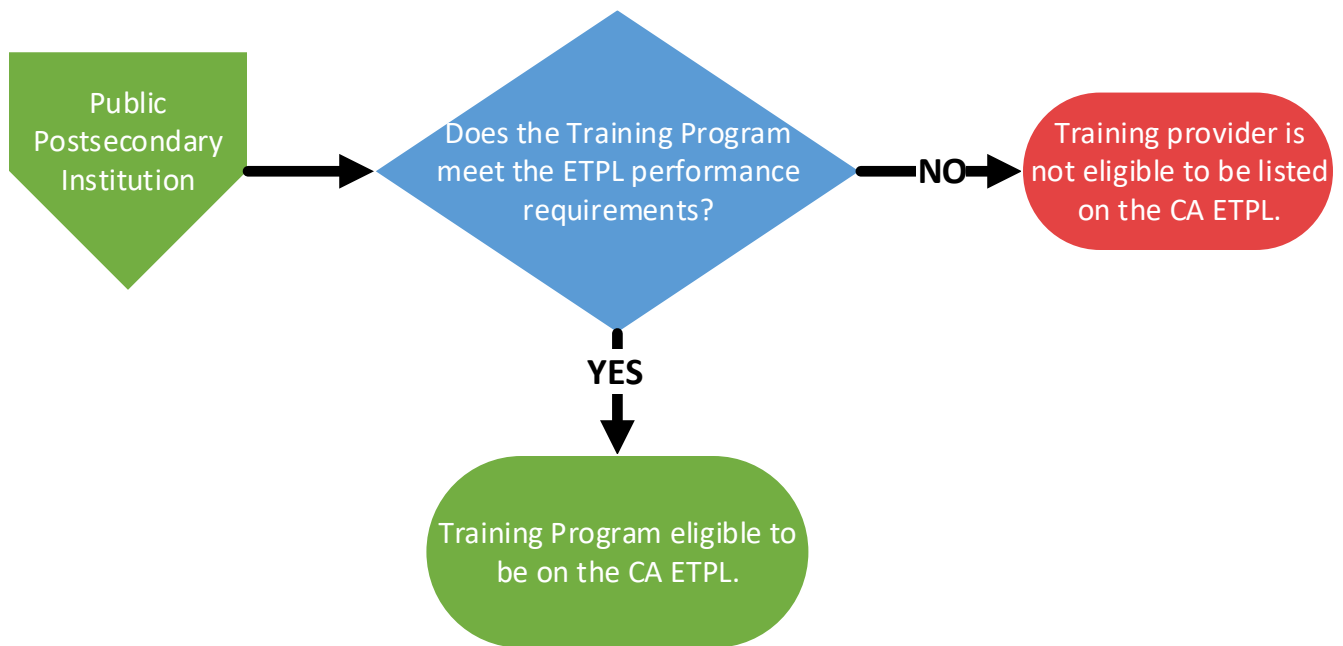 Public
Postsecondary
Institution
Does the Training Program
meet the ETPL performance
requirements?
NO
Training provider is
not eligible to be listed
on the CA ETPL.
YES
Training Program eligible to
be on the CA ETPL.